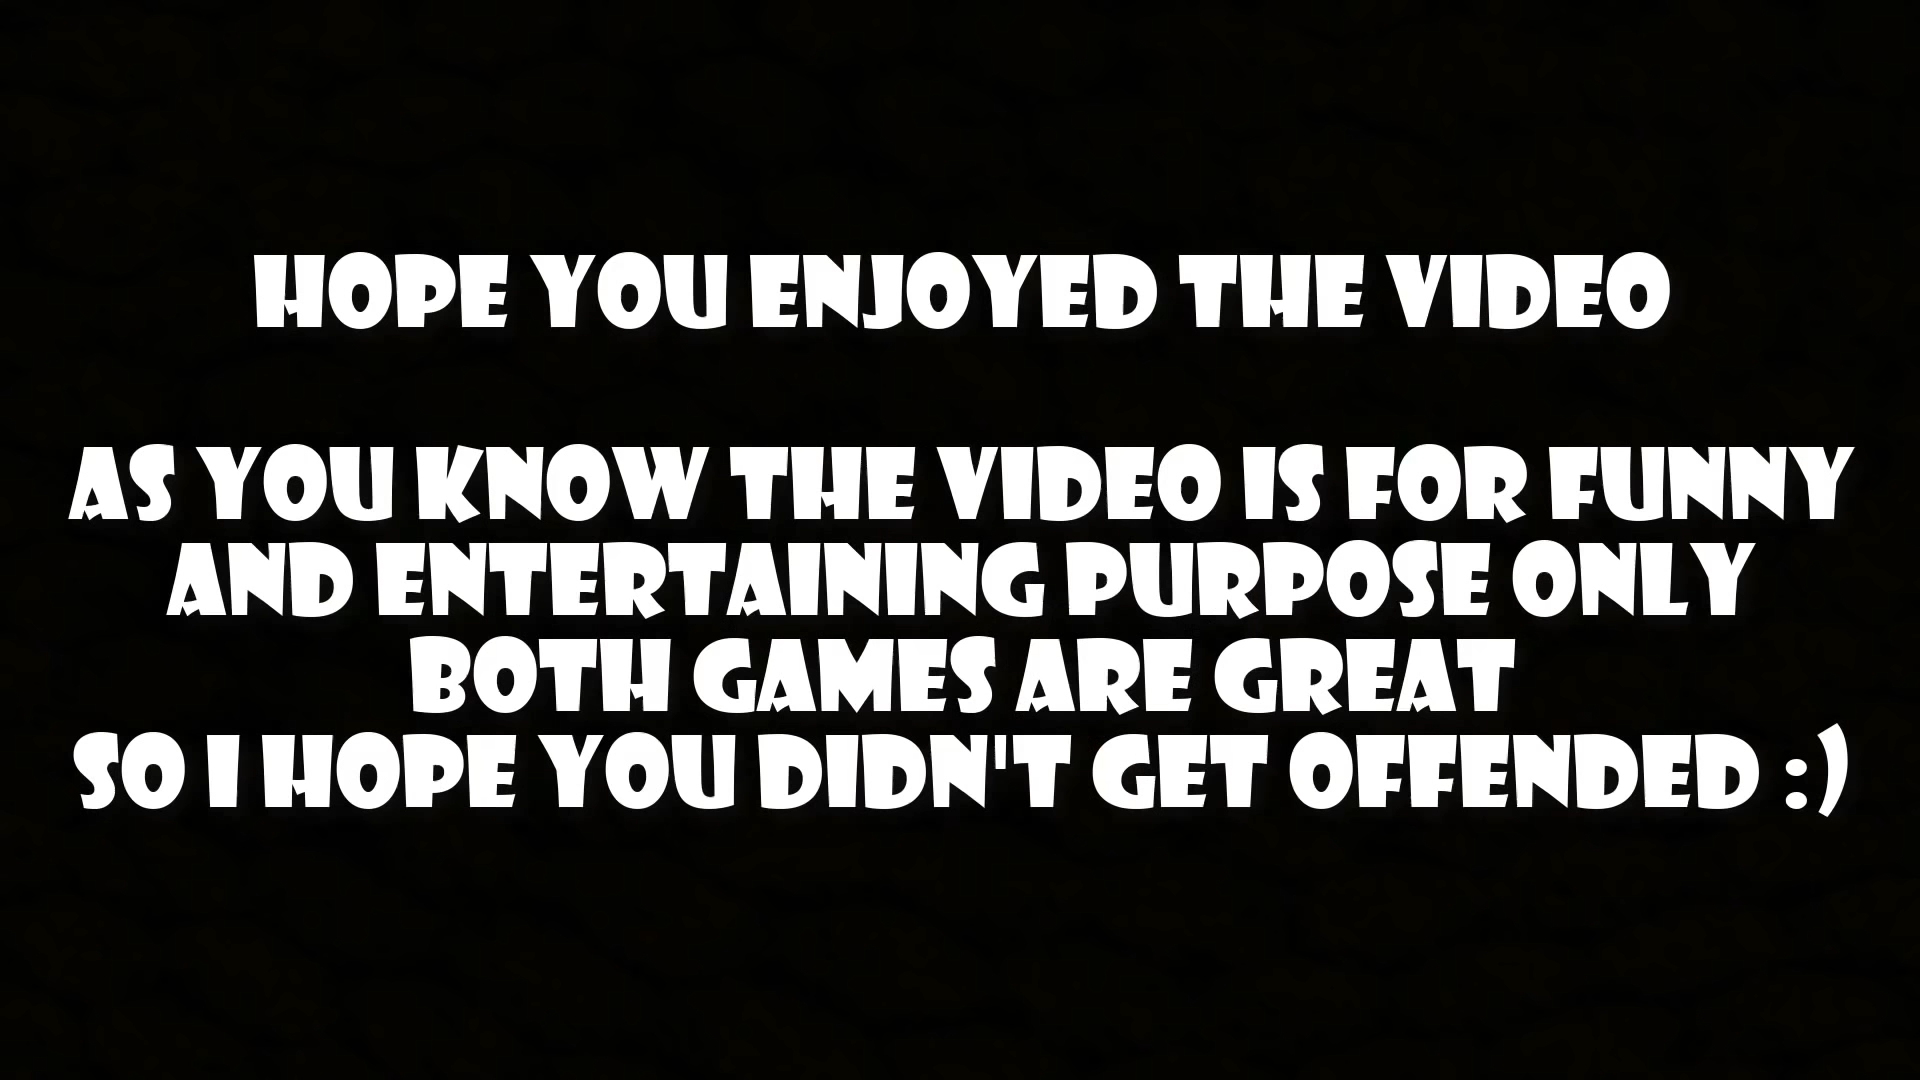 HOPE YOU ENJOYED THE VIDEO
AS YOU KNOW THE VIDEO IS FOR FUNNY
AND ENTERTAINING PURPOSE ONLY
BOTH GAMES ARE GREAT
SO I HOPE YOU DIDN'T GET OFFENDED :)